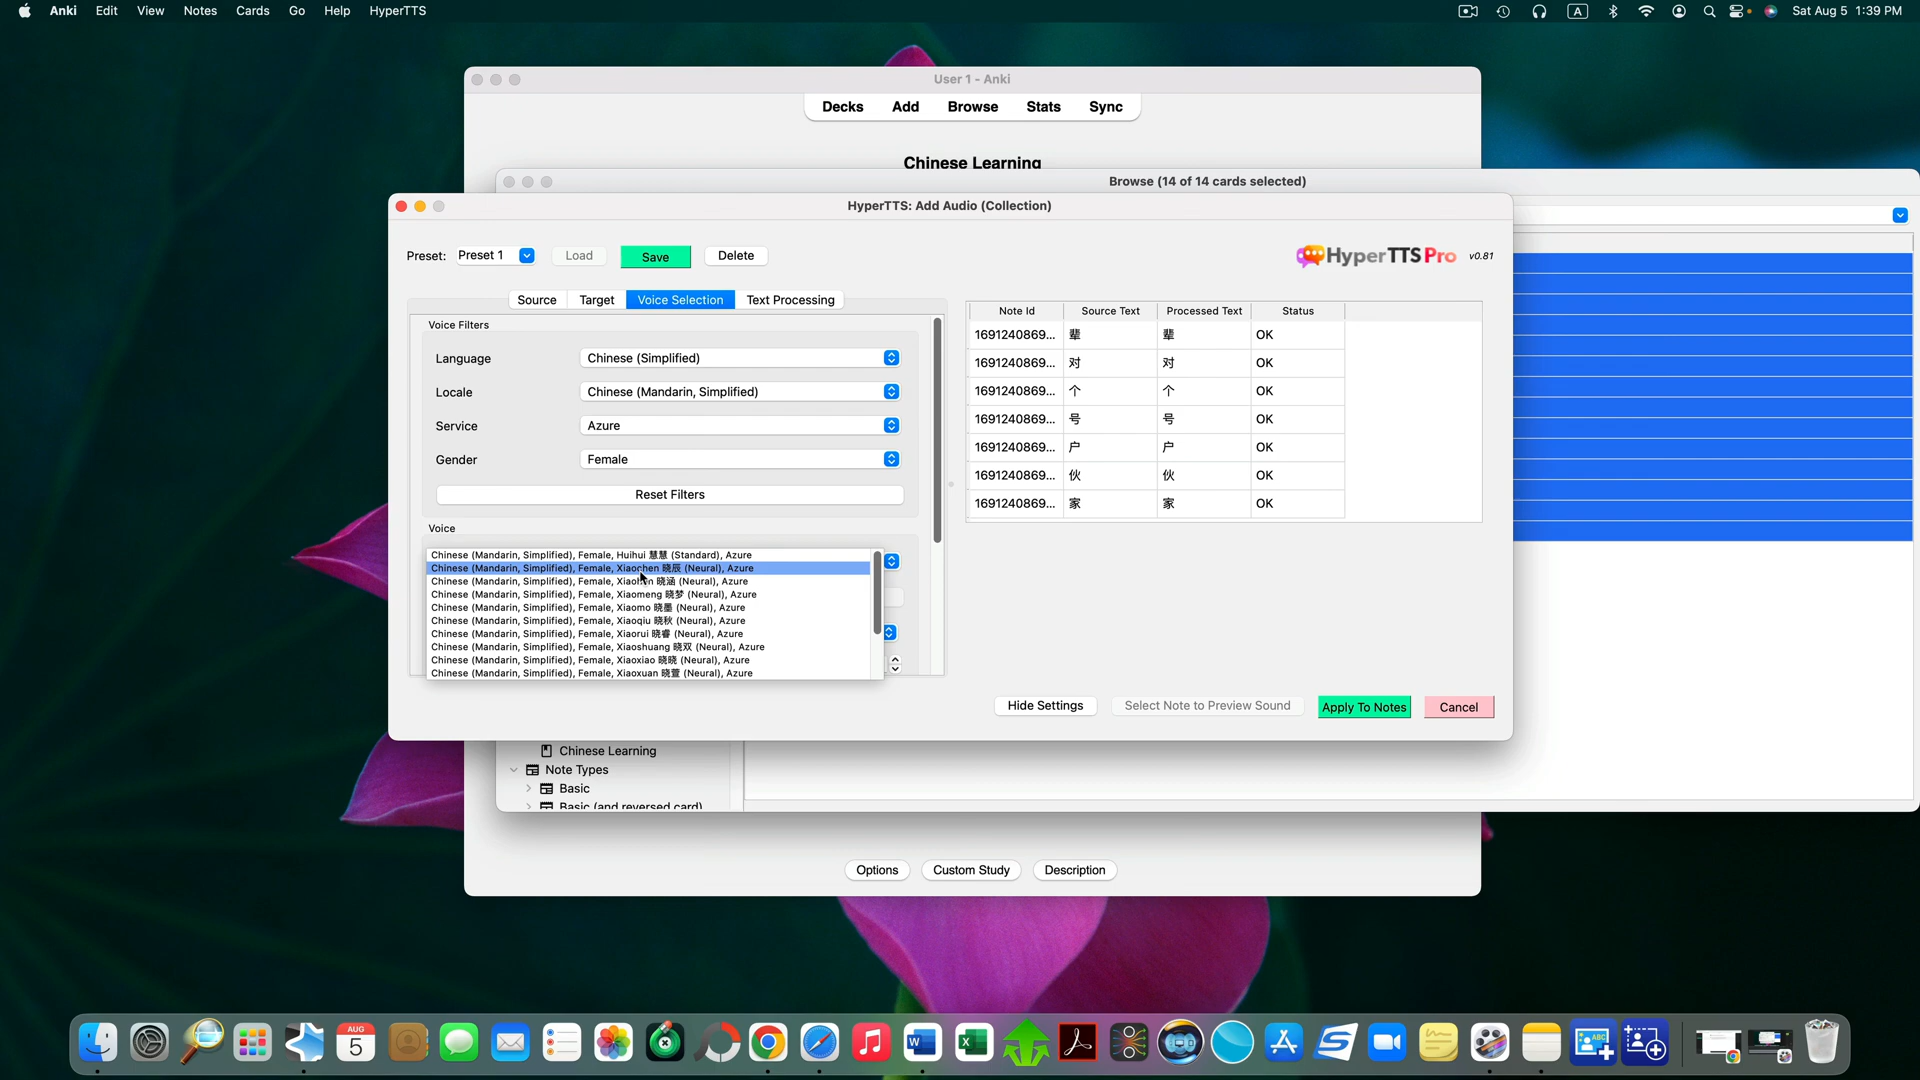 Anki Edit View Notes Cards Go Help HyperTTS
A Sat Aug 5 1:39 PM
User 1 - Anki
Decks Add Browse Stats Sync
Chinese Learning
Browse (14 of 14 cards selected)
HyperTTS: Add Audio (Collection)
Preset: Preset 1 Load Save Delete
HyperTTS Pro v0.81
Source Target Voice Selection Text Processing
Voice Filters
Language Chinese (Simplified)
Locale Chinese (Mandarin, Simplified)
Service Azure
Gender Female
Reset Filters
Voice
Chinese (Mandarin, Simplified), Female, Huihui 慧慧 (Standard), Azure
Chinese (Mandarin, Simplified), Female, Xiaochen 晓辰 (Neural), Azure
Chinese (Mandarin, Simplified), Female, Xiaohan 晓涵 (Neural), Azure
Chinese (Mandarin, Simplified), Female, Xiaomeng 晓梦 (Neural), Azure
Chinese (Mandarin, Simplified), Female, Xiaomo 晓墨 (Neural), Azure
Chinese (Mandarin, Simplified), Female, Xiaoqiu 晓秋 (Neural), Azure
Chinese (Mandarin, Simplified), Female, Xiaorui 晓睿 (Neural), Azure
Chinese (Mandarin, Simplified), Female, Xiaoshuang 晓双 (Neural), Azure
Chinese (Mandarin, Simplified), Female, Xiaoxiao 晓晓 (Neural), Azure
Chinese (Mandarin, Simplified), Female, Xiaoxuan 晓萱 (Neural), Azure
Note Id Source Text Processed Text Status
1691240869... 辈 辈 OK
1691240869... 对 对 OK
1691240869... 个 个 OK
1691240869... 号 号 OK
1691240869... 户 户 OK
1691240869... 伙 伙 OK
1691240869... 家 家 OK
Hide Settings Select Note to Preview Sound Apply To Notes Cancel
Chinese Learning
Note Types
Basic
Basic (and reversed card)
Options Custom Study Description
AUG
5
W
X
ABC